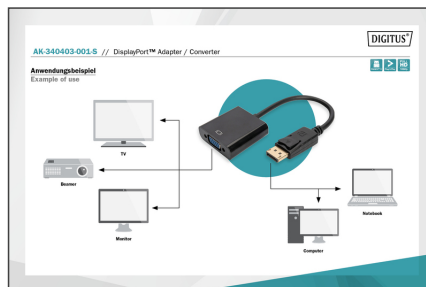 DIGITUS®
AK-340403-001-S // DisplayPort™ Adapter / Converter
Anwendungsbeispiel
Example of use
TV
Beamer
Monitor
Notebook
Computer